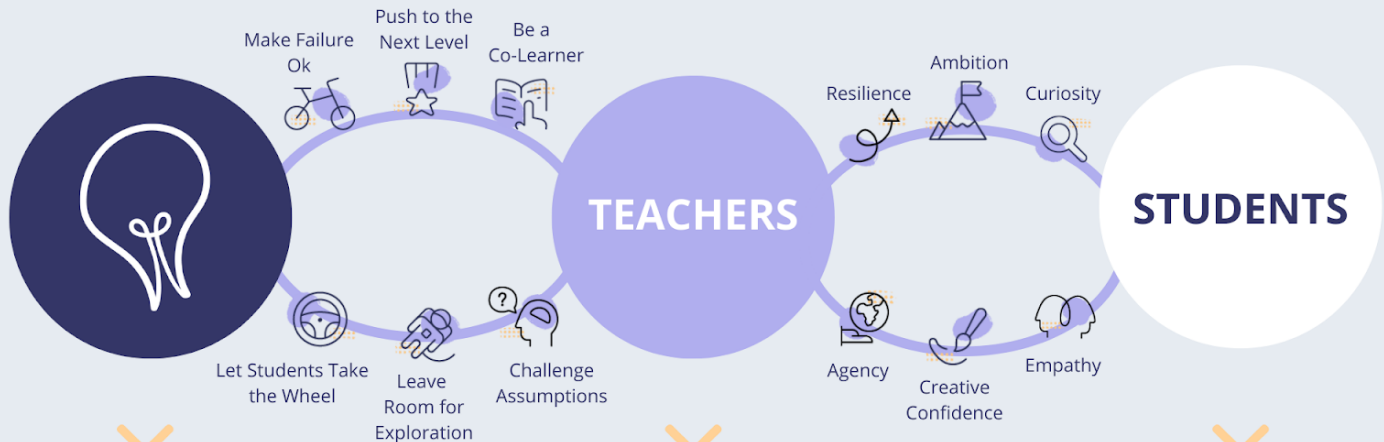 Make Failure
Ok
Push to the
Next Level
Be a
Co-Learner
TEACHERS
Let Students Take
the Wheel
Leave
Room for
Exploration
?
Challenge
Assumptions
Resilience
Ambition
Curiosity
STUDENTS
Agency
Creative
Confidence
Empathy